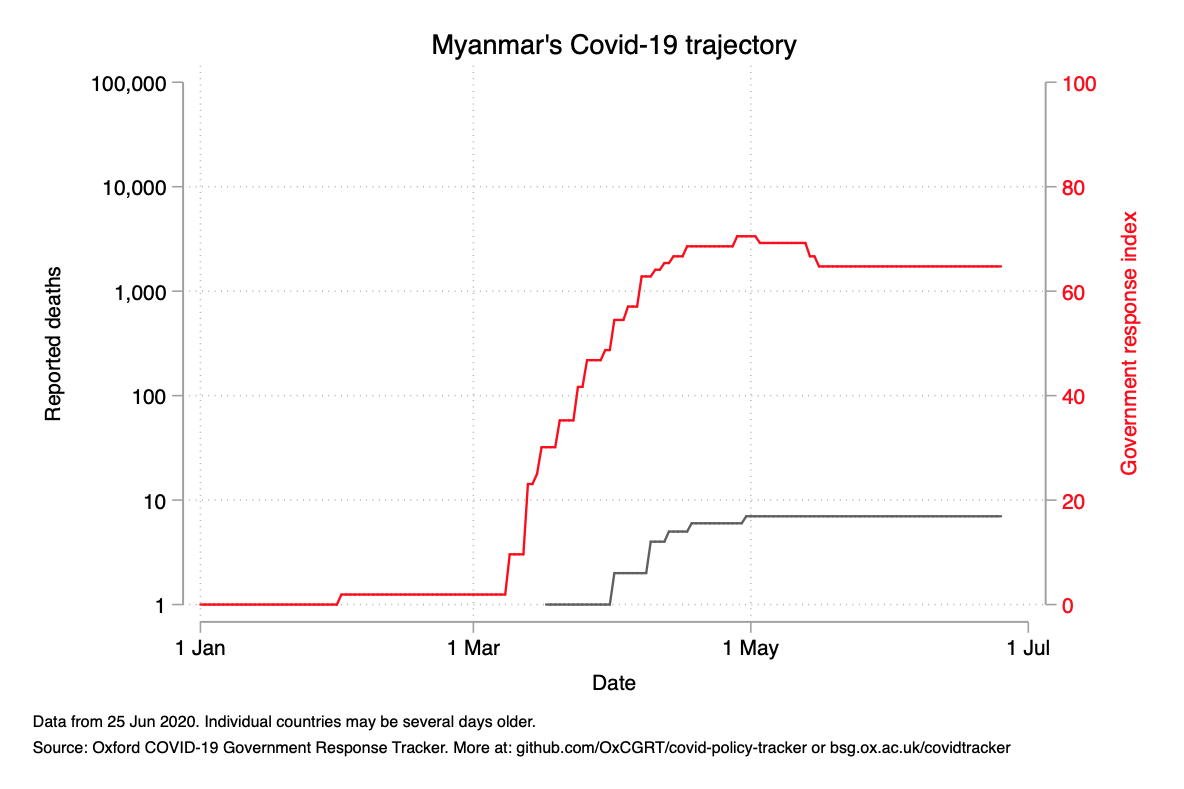 Myanmar's Covid-19 trajectory
100,000
10,000
1,000
100
10
1
Reported deaths
100
80
60
40
20
0
Government response index
1 Jan
1 Mar
1 May
1 Jul
Date
Data from 25 Jun 2020. Individual countries may be several days older.
Source: Oxford COVID-19 Government Response Tracker. More at: github.com/OxCGRT/covid-policy-tracker or bsg.ox.ac.uk/covidtracker